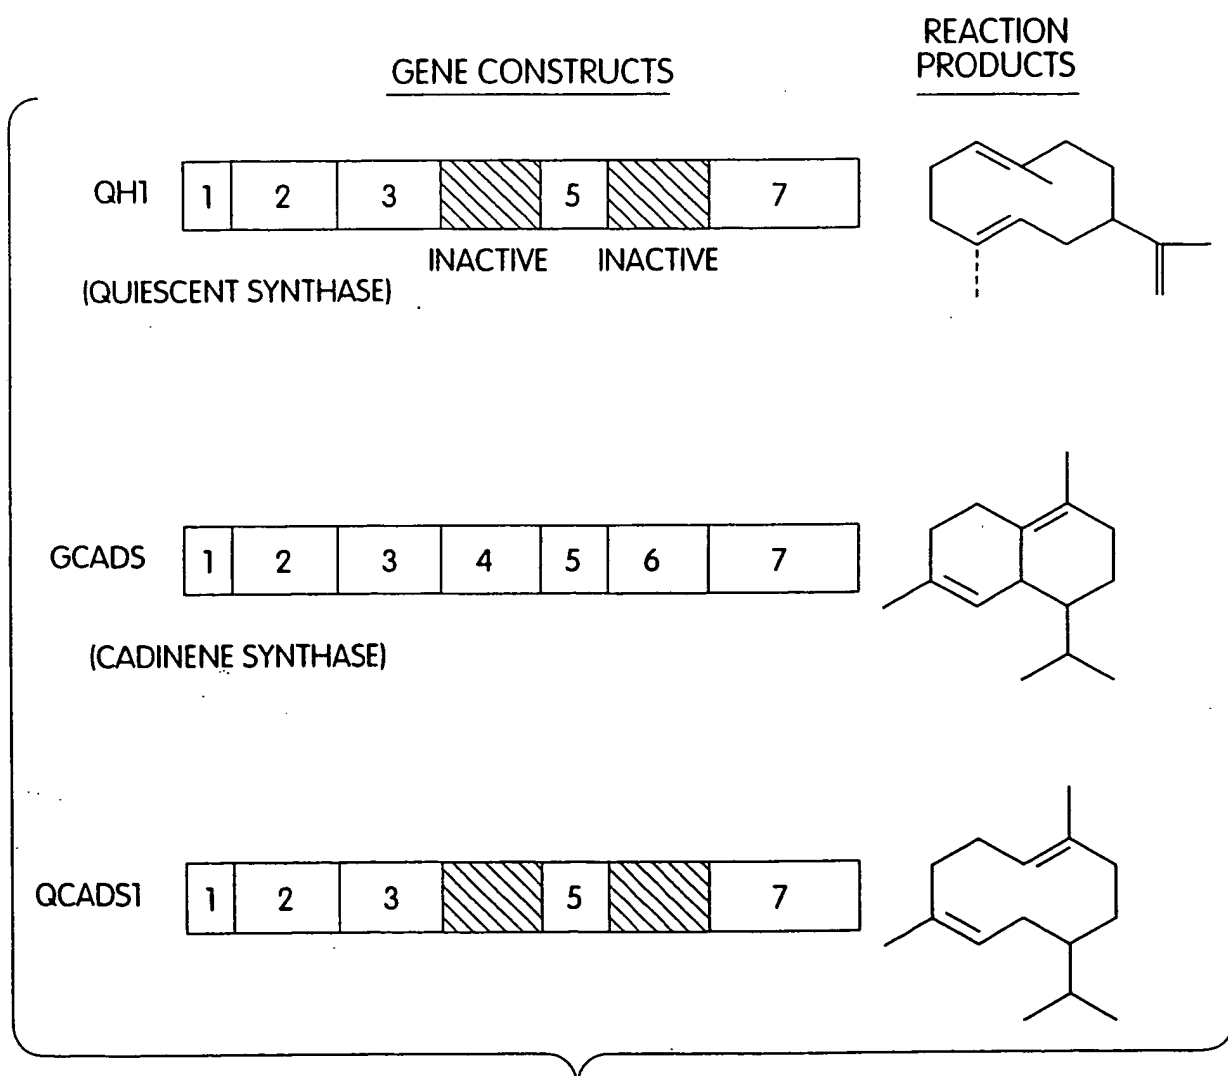 GENE CONSTRUCTS
REACTION
PRODUCTS
QH1
1 2 3 5 7
INACTIVE INACTIVE
(QUIESCENT SYNTHASE)
GCADS
1 2 3 4 5 6 7
(CADINENE SYNTHASE)
QCADS1
1 2 3 5 7